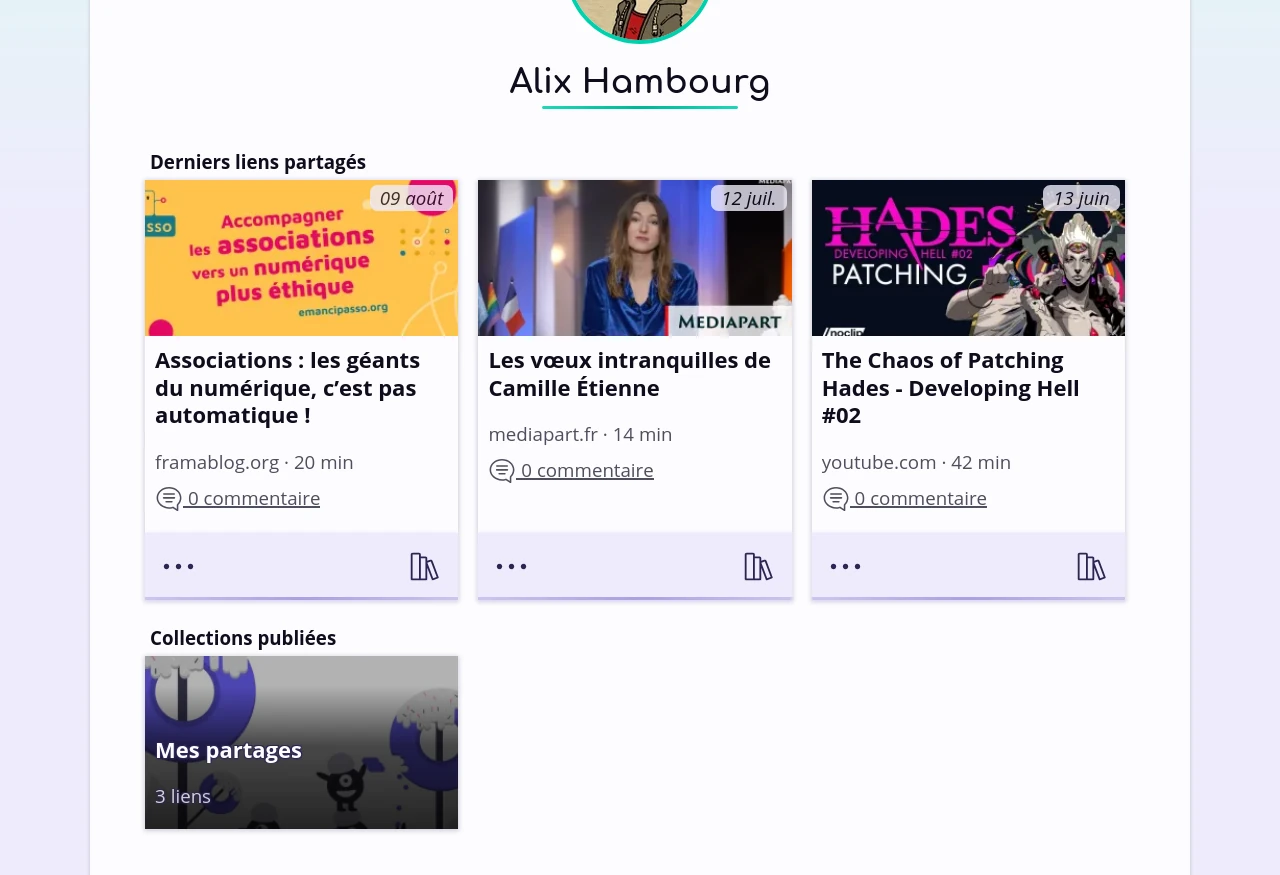 Alix Hambourg
Derniers liens partagés
09 août
SSO
Accompagner
les associations
vers un numérique
plus éthique
emancipasso.org
Associations : les géants
du numérique, c’est pas
automatique !
framablog.org · 20 min
0 commentaire
12 juil.
MEDIAPART
MEDIAPART
Les vœux intranquilles de
Camille Étienne
mediapart.fr · 14 min
0 commentaire
13 juin
HADES
DEVELOPING HELL #02
PATCHING
/noclip
The Chaos of Patching
Hades - Developing Hell
#02
youtube.com · 42 min
0 commentaire
Collections publiées
Mes partages
3 liens